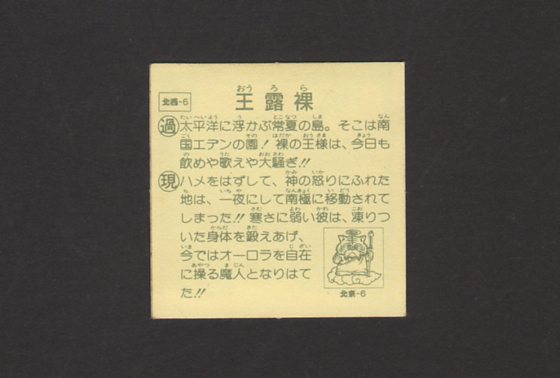 北西-6
王露裸
おうろら
過 太平洋に浮かぶ常夏の島。そこは南
国エデンの園！裸の王様は、今日も
飲めや歌えや大騒ぎ!!
現 ハメをはずして、神の怒りにふれた
地は、一夜にして南極に移動されて
しまった!!寒さに弱い彼は、凍りつ
いた身体を鍛えあげ、
今ではオーロラを自在
に操る魔人となりはて
た!!
北京-6